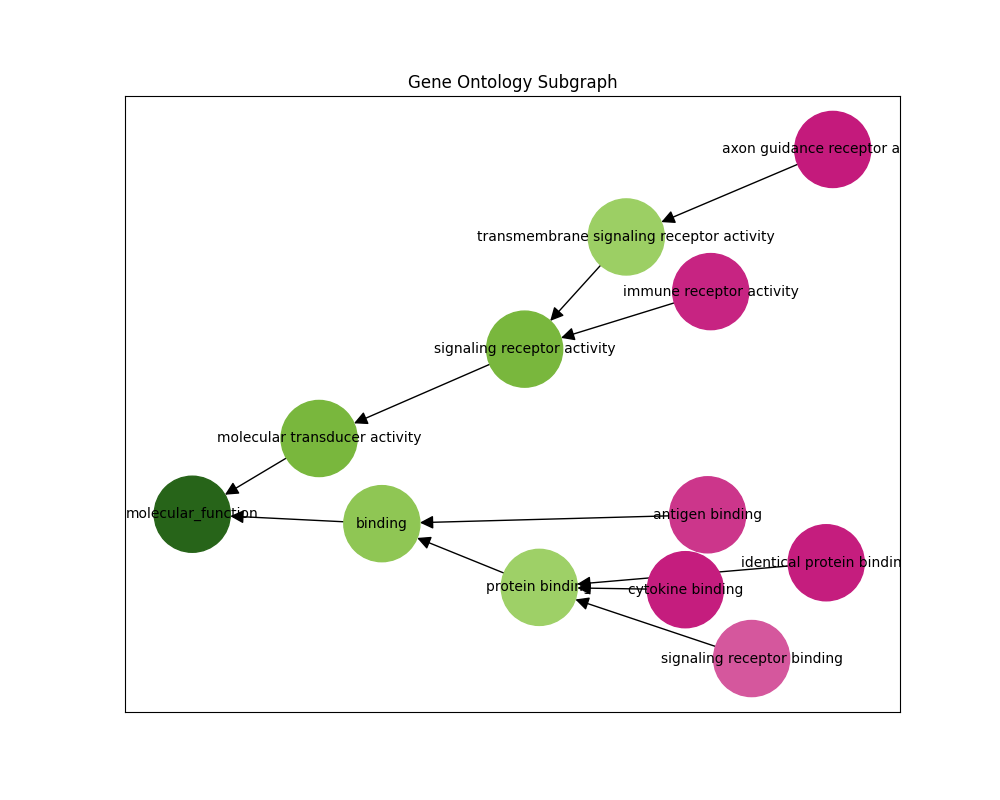 Gene Ontology Subgraph
axon guidance receptor a
transmembrane signaling receptor activity
immune receptor activity
signaling receptor activity
molecular transducer activity
molecular_function
binding
antigen binding
identical protein bindin
protein binding
cytokine binding
signaling receptor binding